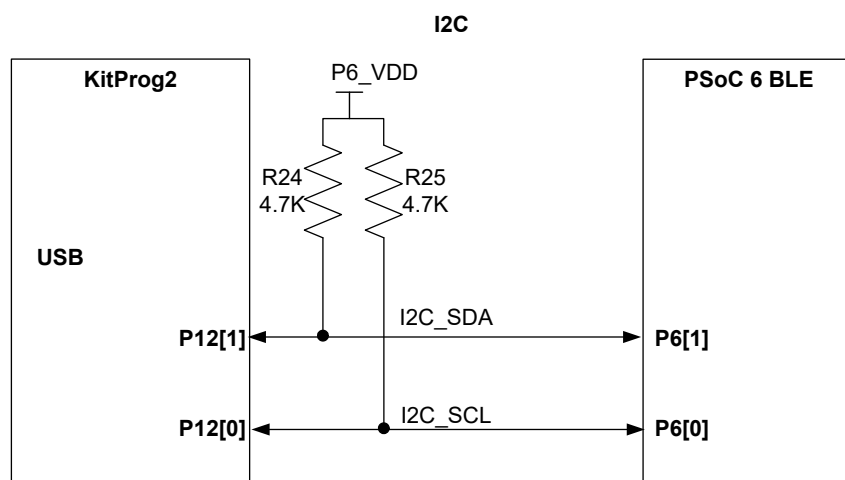 I2C
KitProg2
P6_VDD
PSoC 6 BLE
R24
4.7K
R25
4.7K
USB
P12[1]
I2C_SDA
P6[1]
P12[0]
I2C_SCL
P6[0]